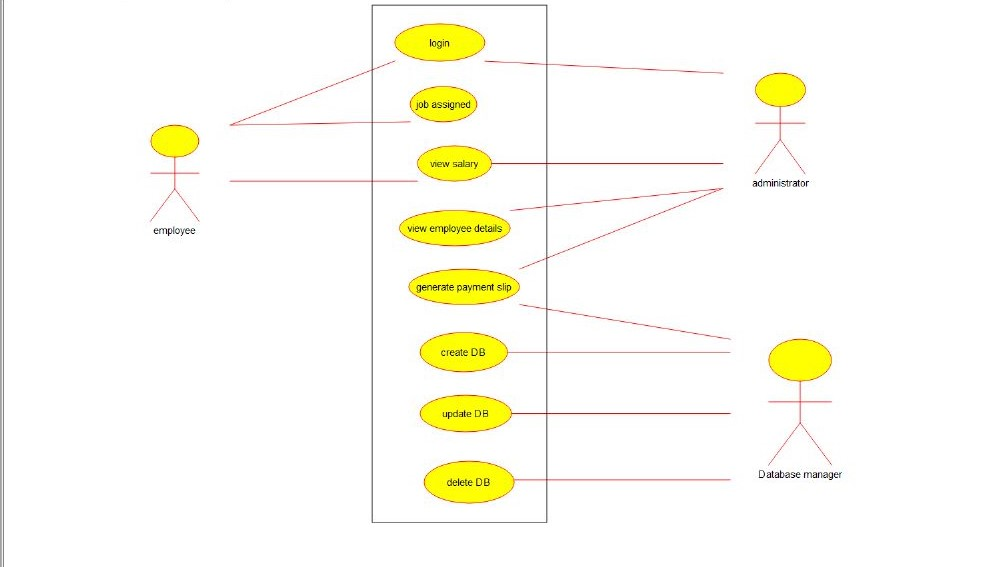 login
job assigned
view salary
administrator
employee
view employee details
generate payment slip
create DB
update DB
Database manager
delete DB